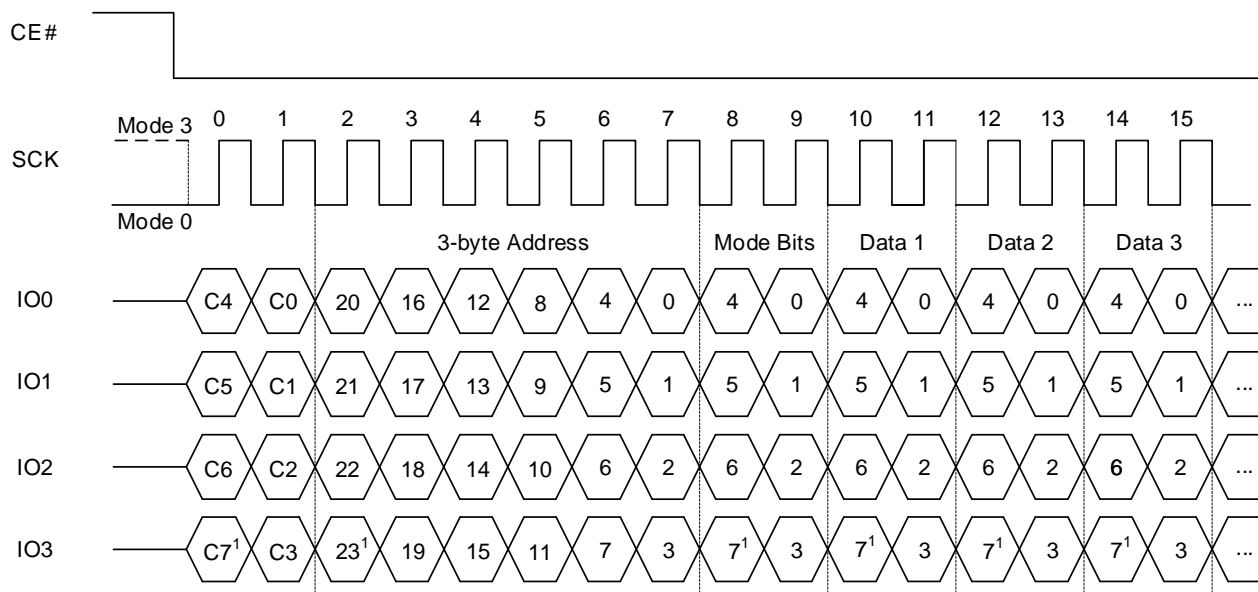 CE#
Mode 3 0 1 2 3 4 5 6 7 8 9 10 11 12 13 14 15
SCK
Mode 0
3-byte Address Mode Bits Data 1 Data 2 Data 3
IO0 C4 C0 20 16 12 8 4 0 4 0 4 0 4 0 4 0 ...
IO1 C5 C1 21 17 13 9 5 1 5 1 5 1 5 1 5 1 ...
IO2 C6 C2 22 18 14 10 6 2 6 2 6 2 6 2 6 2 ...
IO3 C7¹ C3 23¹ 19 15 11 7 3 7¹ 3 7¹ 3 7¹ 3 7¹ 3 ...